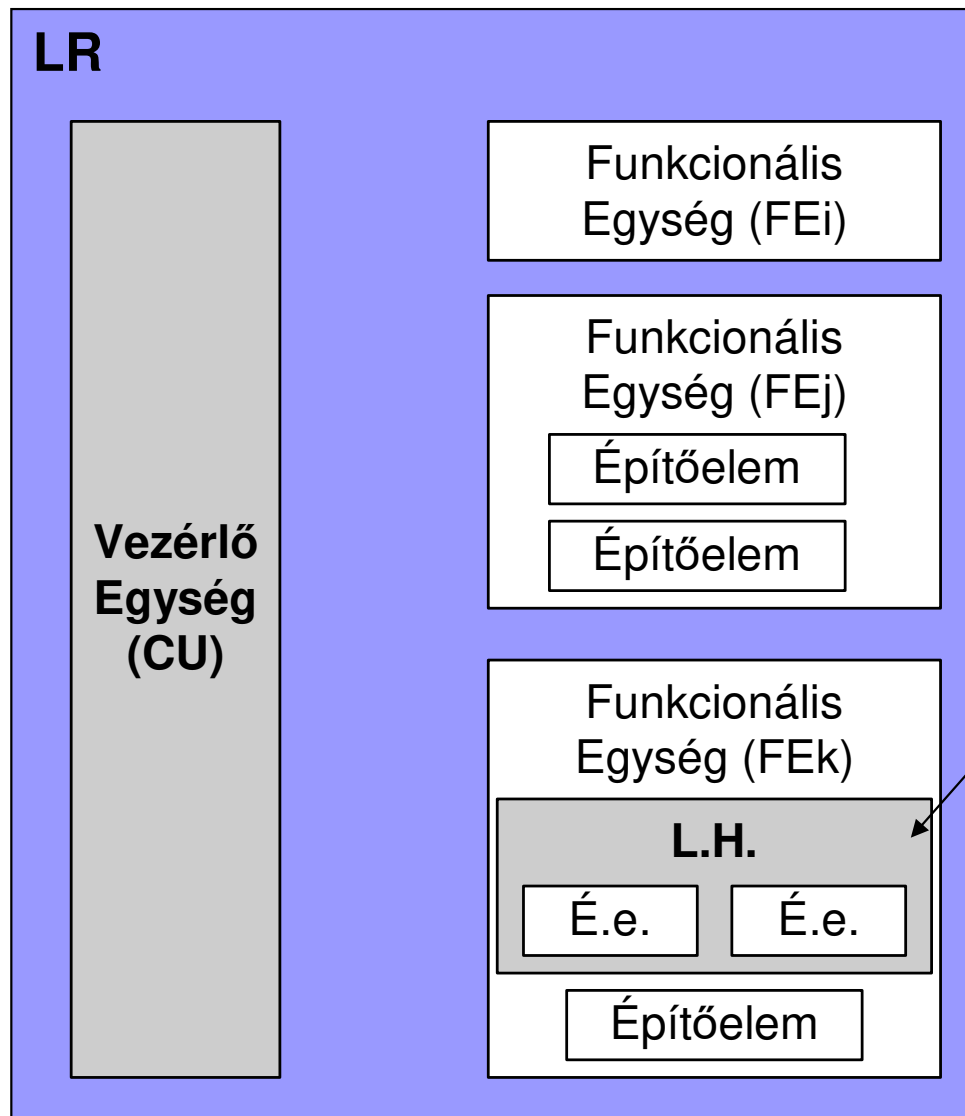 LR
Vezérlő
Egység
(CU)
Funkcionális
Egység (FEi)
Funkcionális
Egység (FEj)
Építőelem
Építőelem
Funkcionális
Egység (FEk)
L.H.
É.e. É.e.
Építőelem